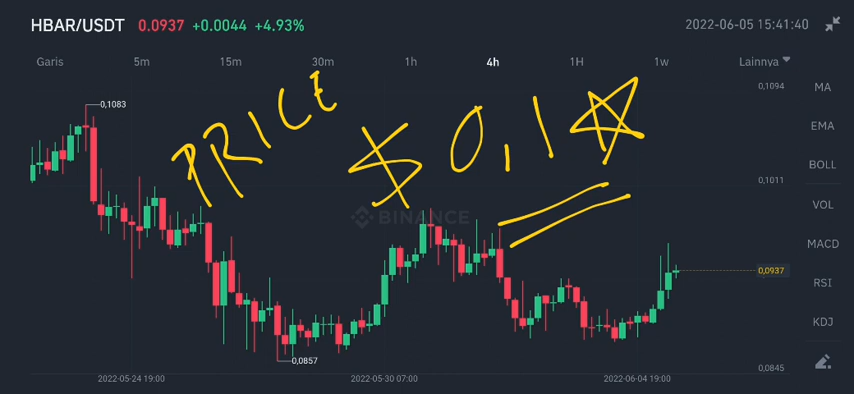 HBAR/USDT 0.0937 +0.0044 +4.93% 2022-06-05 15:41:40
Garis 5m 15m 30m 1h 4h 1H 1w Lainnya
0,1094
MA
0,1083
PRICE
$ 0,1
EMA
BOLL
0,1011
VOL
BINANCE
MACD
0,0937
RSI
KDJ
0,0857
0,0845
2022-05-24 19:00 2022-05-30 07:00 2022-06-04 19:00